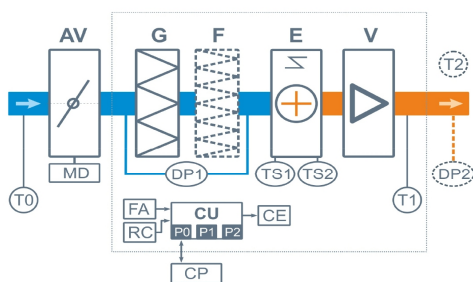 AV G F E V
T2
MD DP1 TS1 TS2
T0 T1 DP2
FA CU CE
RC P0 P1 P2
CP